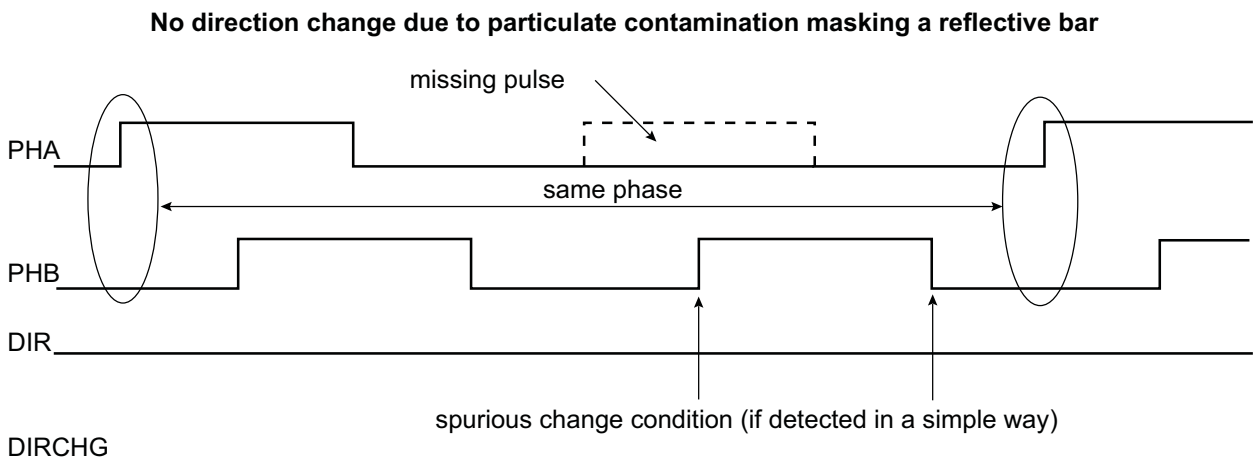 No direction change due to particulate contamination masking a reflective bar
missing pulse
PHA
same phase
PHB
DIR
spurious change condition (if detected in a simple way)
DIRCHG